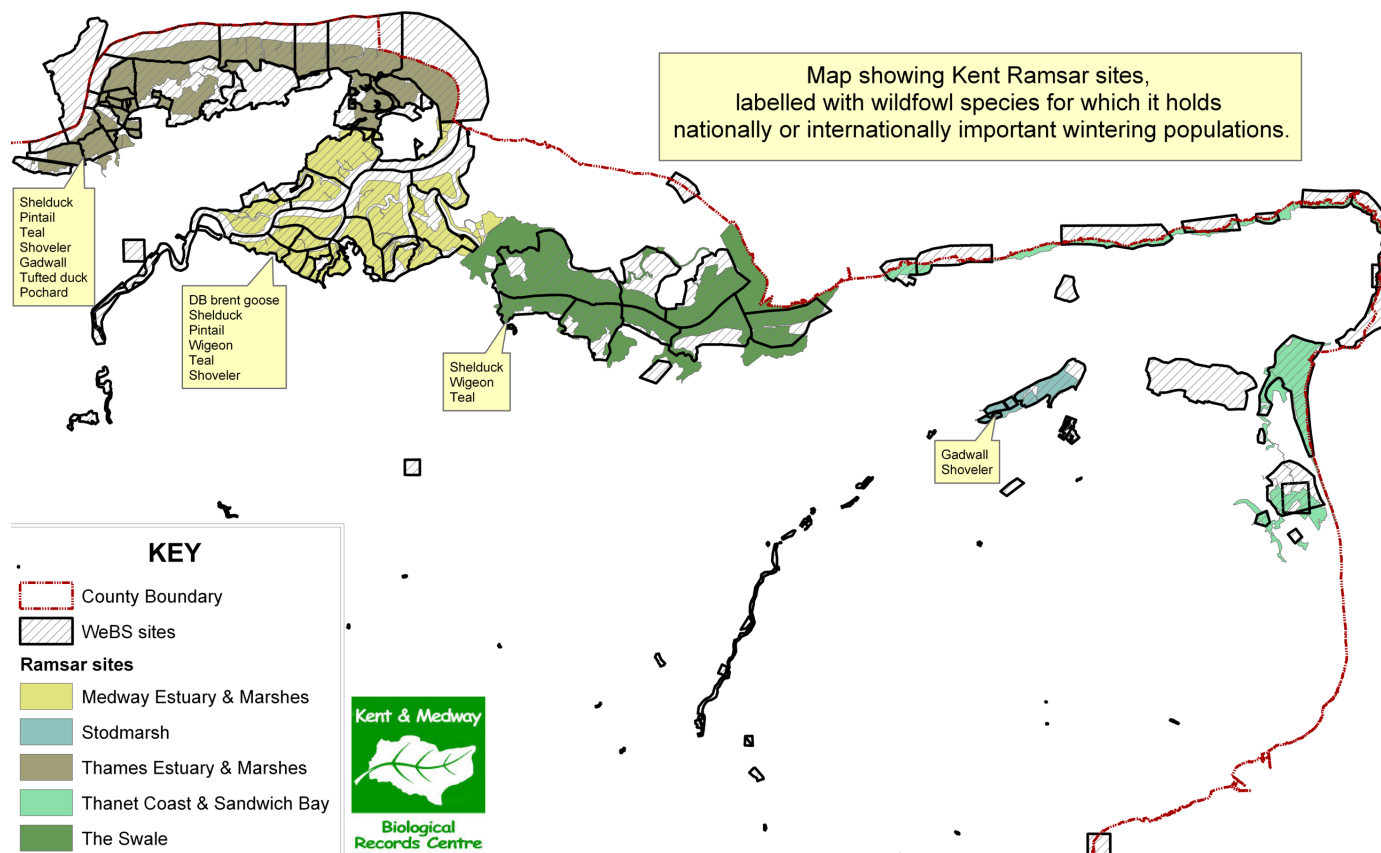 Map showing Kent Ramsar sites,
labelled with wildfowl species for which it holds
nationally or internationally important wintering populations.
Shelduck
Pintail
Teal
Shoveler
Gadwall
Tufted duck
Pochard
DB brent goose
Shelduck
Pintail
Wigeon
Teal
Shoveler
Shelduck
Wigeon
Teal
Gadwall
Shoveler
KEY
County Boundary
WeBS sites
Ramsar sites
Medway Estuary & Marshes
Stodmarsh
Thames Estuary & Marshes
Thanet Coast & Sandwich Bay
The Swale
Kent & Medway
Biological
Records Centre